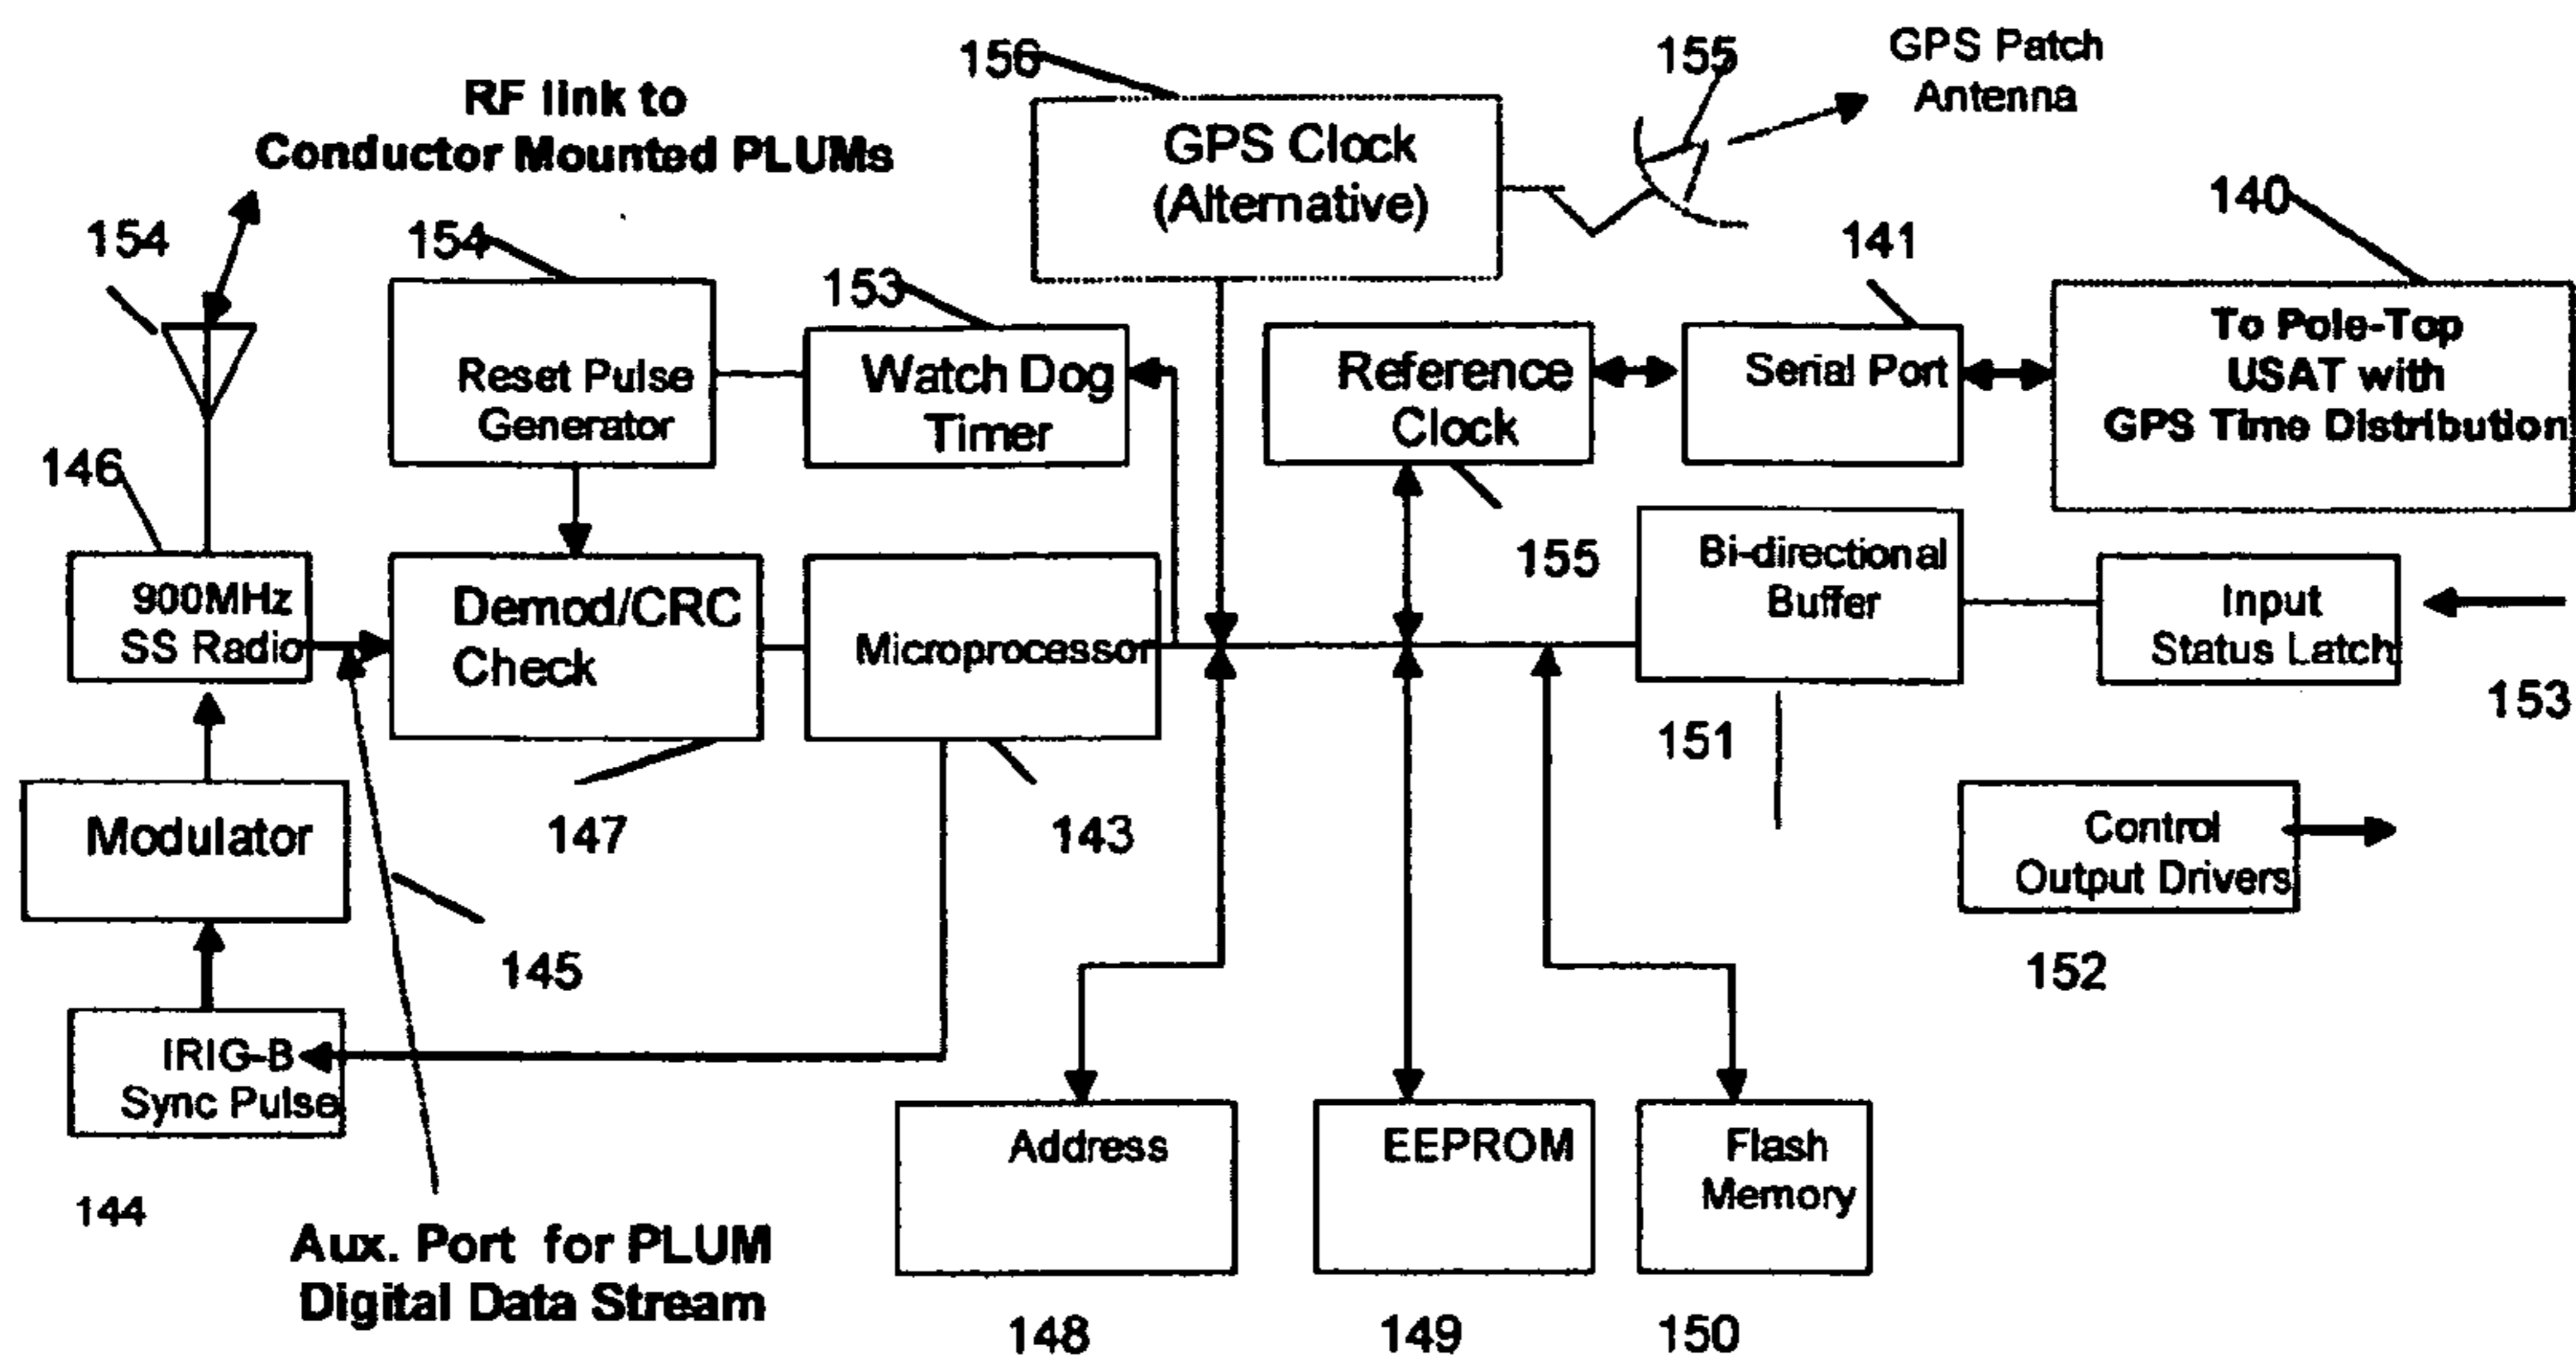 156
155
GPS Patch
Antenna
RF link to
Conductor Mounted PLUMs
GPS Clock
(Alternative)
140
154
154
141
153
To Pole-Top
USAT with
GPS Time Distribution
Reset Pulse
Generator
Watch Dog
Timer
Reference
Clock
Serial Port
146
155
Bi-directional
Buffer
900MHz
SS Radio
Demod/CRC
Check
Microprocessor
Input
Status Latch
153
151
Modulator
147
143
Control
Output Drivers
145
152
IRIG-B
Sync Pulse
Address
EEPROM
Flash
Memory
144
Aux. Port for PLUM
Digital Data Stream
148
149
150